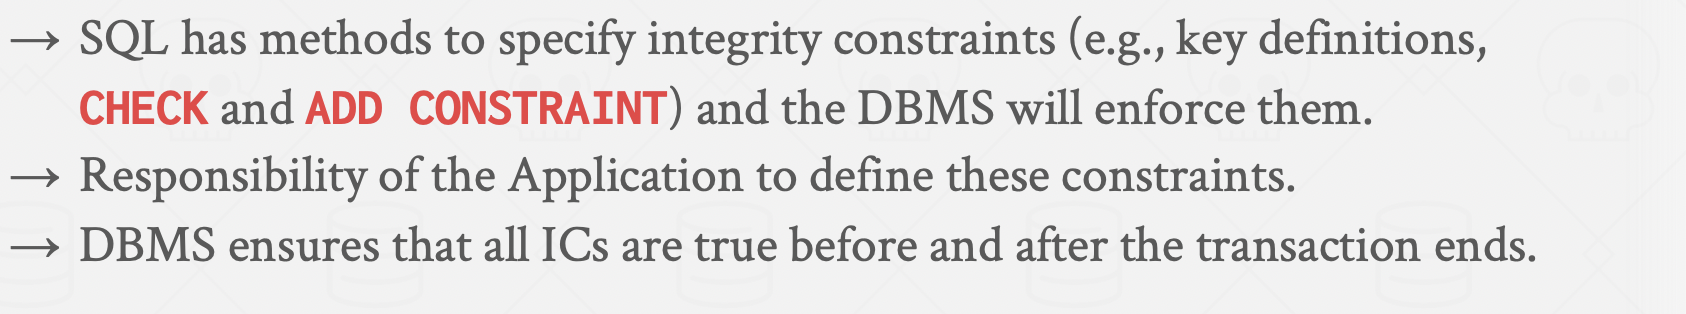 → SQL has methods to specify integrity constraints (e.g., key definitions,
CHECK and ADD CONSTRAINT) and the DBMS will enforce them.
→ Responsibility of the Application to define these constraints.
→ DBMS ensures that all ICs are true before and after the transaction ends.